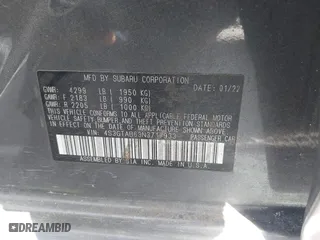 MFD. BY SUBARU CORPORATION
GVWR: 4299 LB ( 1950 KG)
DATE: 01/22
GAWR: F 2183 LB ( 990 KG)
GAWR: R 2205 LB ( 1000 KG)
THIS VEHICLE CONFORMS TO ALL APPLICABLE FEDERAL MOTOR
VEHICLE SAFETY, BUMPER, AND THEFT PREVENTION STANDARDS
IN EFFECT ON THE DATE OF MANUFACTURE SHOWN ABOVE.
PASSENGER CAR
ASSEMBLED BY SIA, INC. MADE IN U.S.A.